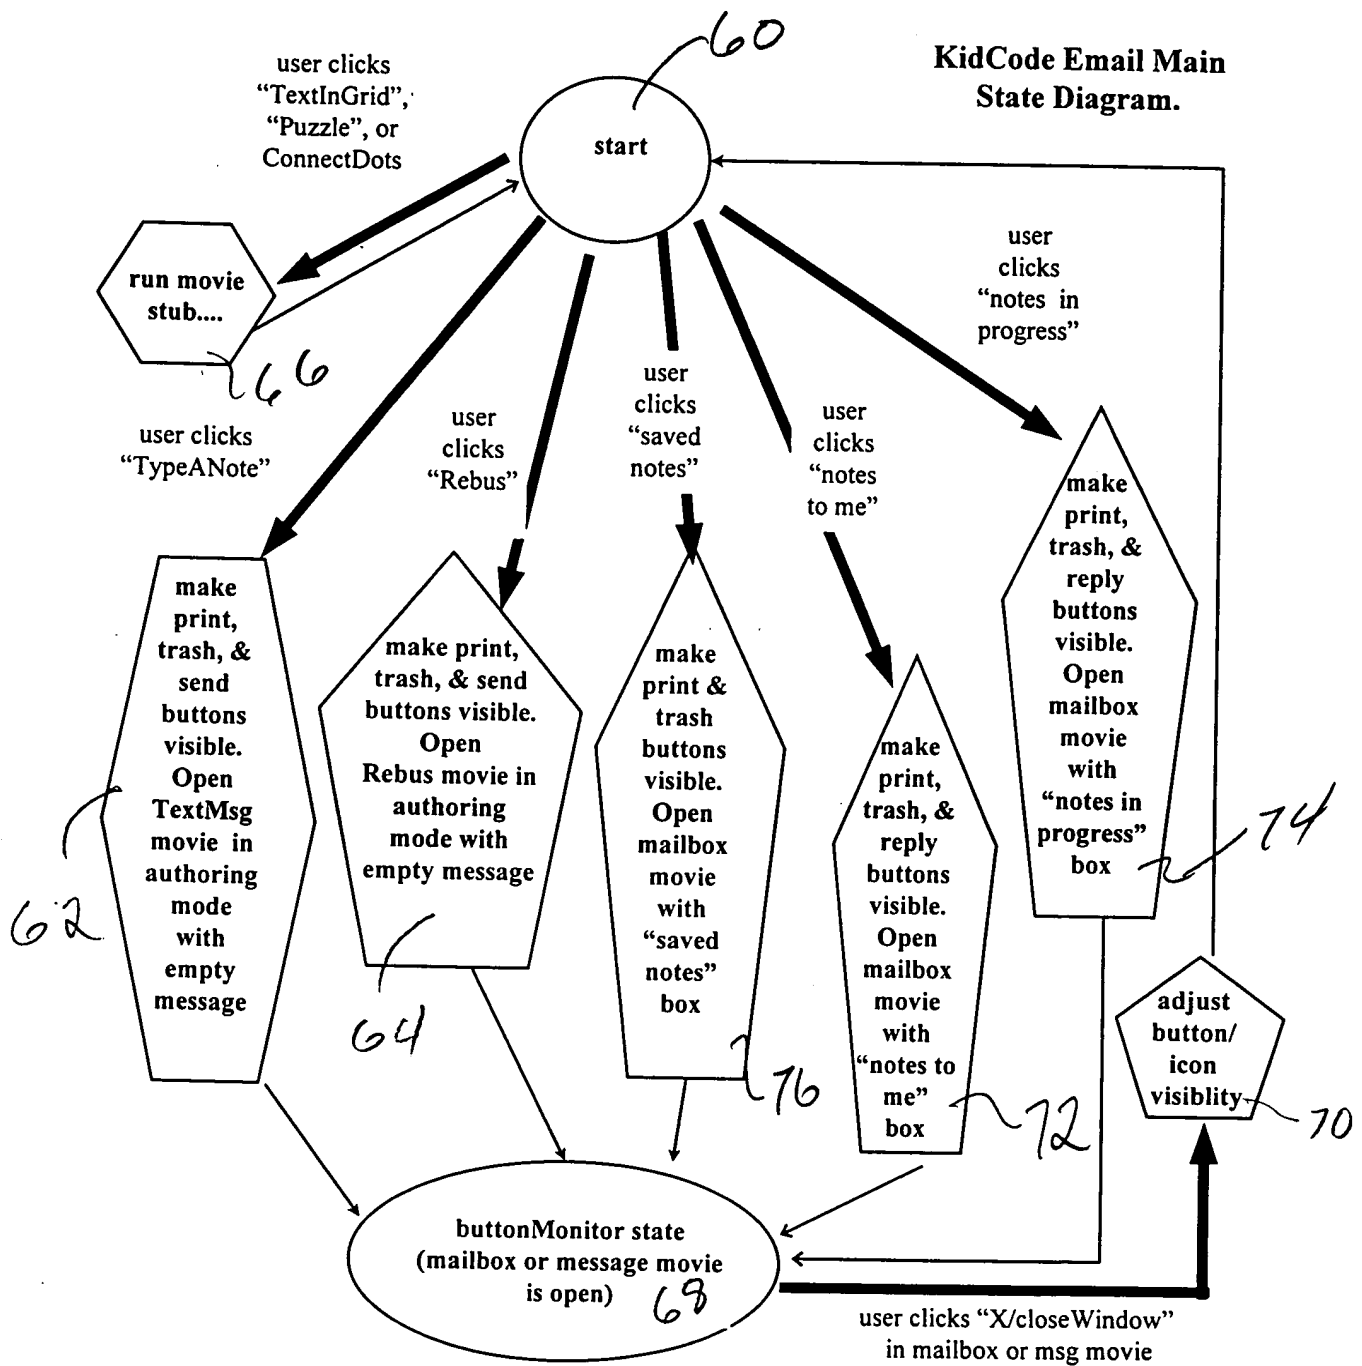 KidCode Email Main
State Diagram.
60
start
user clicks
“TextInGrid”,
“Puzzle”, or
ConnectDots
run movie
stub....
66
user clicks
“TypeANote”
user
clicks
“Rebus”
user
clicks
“saved
notes”
user
clicks
“notes
to me”
user
clicks
“notes in
progress”
make
print,
trash, &
send
buttons
visible.
Open
TextMsg
movie in
authoring
mode
with
empty
message
62
make print,
trash, & send
buttons visible.
Open
Rebus movie in
authoring
mode with
empty message
64
make
print &
trash
buttons
visible.
Open
mailbox
movie
with
“saved
notes”
box
76
make
print,
trash, &
reply
buttons
visible.
Open
mailbox
movie
with
“notes to
me”
box
72
make
print,
trash, &
reply
buttons
visible.
Open
mailbox
movie
with
“notes in
progress”
box
74
adjust
button/
icon
visiblity
70
buttonMonitor state
(mailbox or message movie
is open)
68
user clicks “X/closeWindow”
in mailbox or msg movie